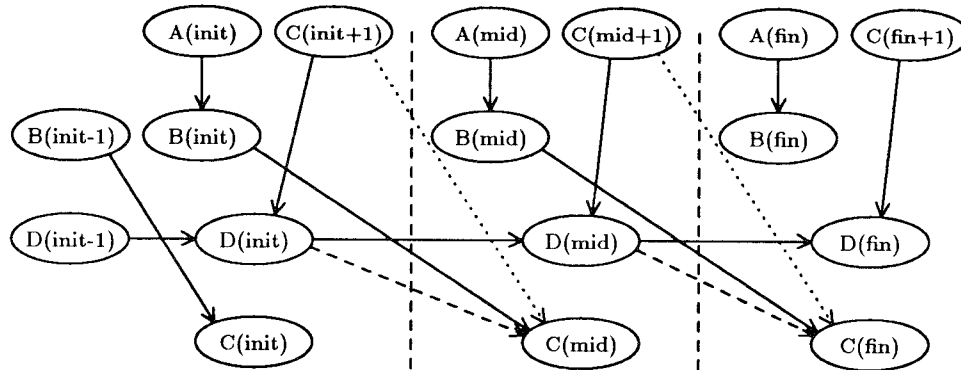 A(init) C(init+1) A(mid) C(mid+1) A(fin) C(fin+1)
B(init-1) B(init) B(mid) B(fin)
D(init-1) D(init) D(mid) D(fin)
C(init) C(mid) C(fin)